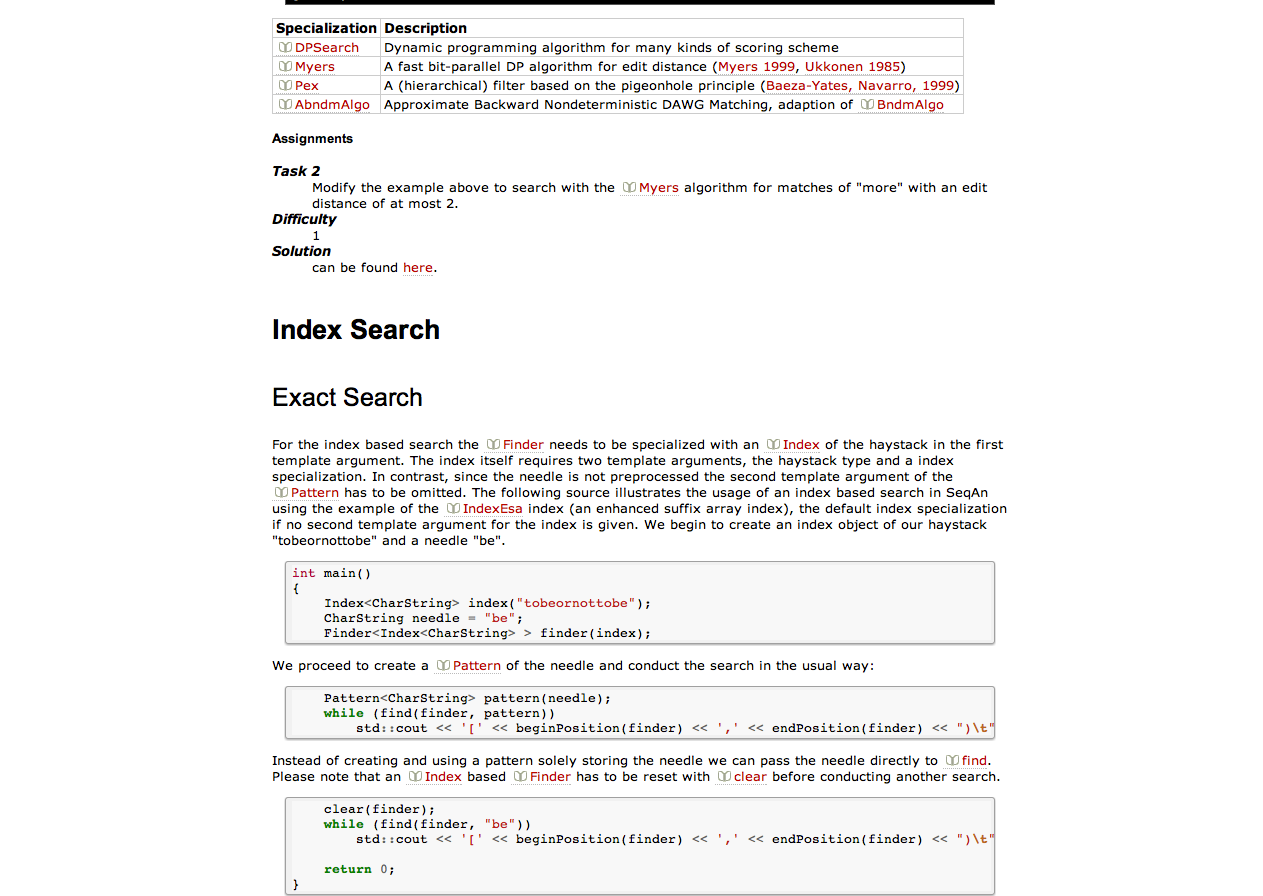 Specialization Description
DPSearch Dynamic programming algorithm for many kinds of scoring scheme
Myers A fast bit-parallel DP algorithm for edit distance (Myers 1999, Ukkonen 1985)
Pex A (hierarchical) filter based on the pigeonhole principle (Baeza-Yates, Navarro, 1999)
AbndmAlgo Approximate Backward Nondeterministic DAWG Matching, adaption of BndmAlgo
Assignments
Task 2
Modify the example above to search with the Myers algorithm for matches of "more" with an edit
distance of at most 2.
Difficulty
1
Solution
can be found here.
Index Search
Exact Search
For the index based search the Finder needs to be specialized with an Index of the haystack in the first
template argument. The index itself requires two template arguments, the haystack type and a index
specialization. In contrast, since the needle is not preprocessed the second template argument of the
Pattern has to be omitted. The following source illustrates the usage of an index based search in SeqAn
using the example of the IndexEsa index (an enhanced suffix array index), the default index specialization
if no second template argument for the index is given. We begin to create an index object of our haystack
"tobeornottobe" and a needle "be".
int main()
{
    Index<CharString> index("tobeornottobe");
    CharString needle = "be";
    Finder<Index<CharString> > finder(index);
We proceed to create a Pattern of the needle and conduct the search in the usual way:
    Pattern<CharString> pattern(needle);
    while (find(finder, pattern))
        std::cout << '[' << beginPosition(finder) << ',' << endPosition(finder) << ")\t"
Instead of creating and using a pattern solely storing the needle we can pass the needle directly to find.
Please note that an Index based Finder has to be reset with clear before conducting another search.
    clear(finder);
    while (find(finder, "be"))
        std::cout << '[' << beginPosition(finder) << ',' << endPosition(finder) << ")\t"
    return 0;
}